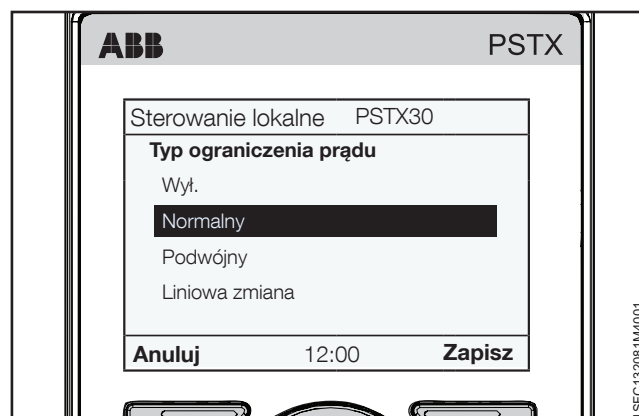 ABB PSTX
Sterowanie lokalne PSTX30
Typ ograniczenia prądu
Wył.
Normalny
Podwójny
Liniowa zmiana
Anuluj 12:00 Zapisz